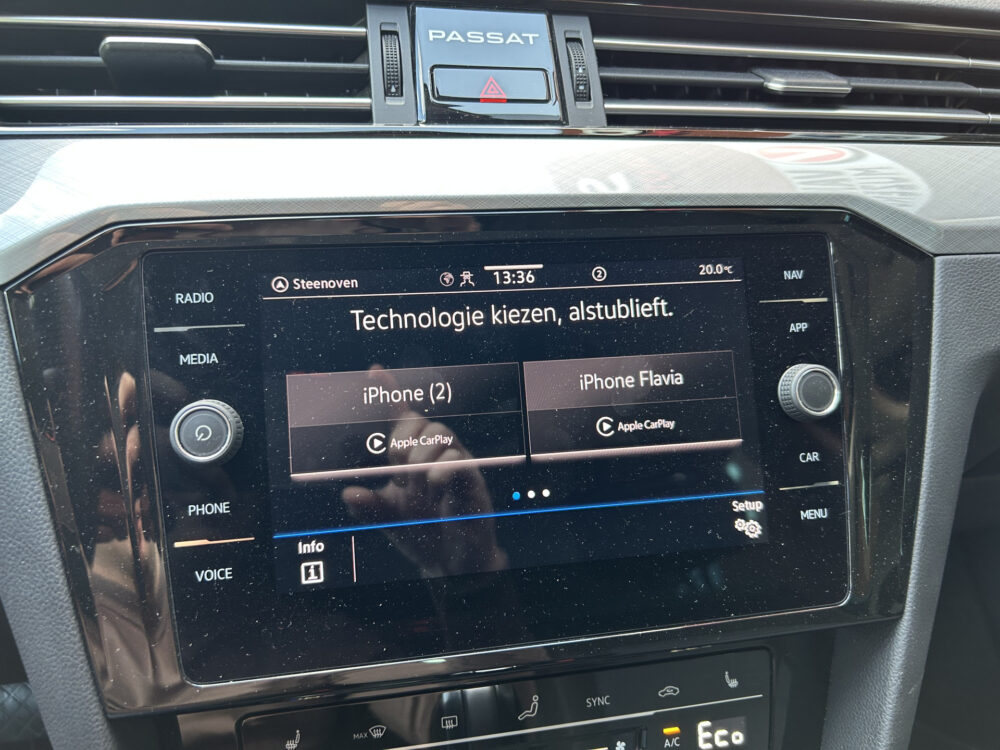 PASSAT
Steenoven
13:36
2
20.0°C
RADIO
MEDIA
PHONE
VOICE
NAV
APP
CAR
MENU
Technologie kiezen, alstublieft.
iPhone (2)
Apple CarPlay
iPhone Flavia
Apple CarPlay
Info
Setup
MAX
SYNC
A/C
Eco